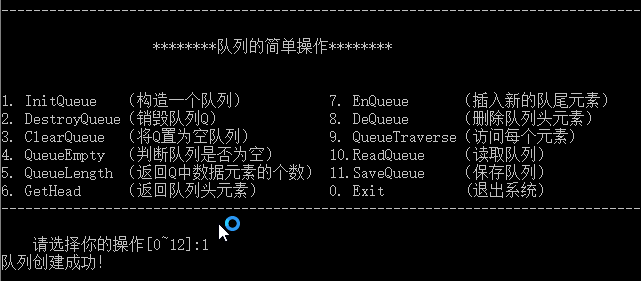 ********队列的简单操作********
1. InitQueue （构造一个队列） 7. EnQueue （插入新的队尾元素）
2. DestroyQueue（销毁队列Q） 8. DeQueue （删除队列头元素）
3. ClearQueue （将Q置为空队列） 9. QueueTraverse（访问每个元素）
4. QueueEmpty （判断队列是否为空） 10.ReadQueue （读取队列）
5. QueueLength （返回Q中数据元素的个数） 11.SaveQueue （保存队列）
6. GetHead （返回队列头元素） 0. Exit （退出系统）
请选择你的操作[0~12]:1
队列创建成功!